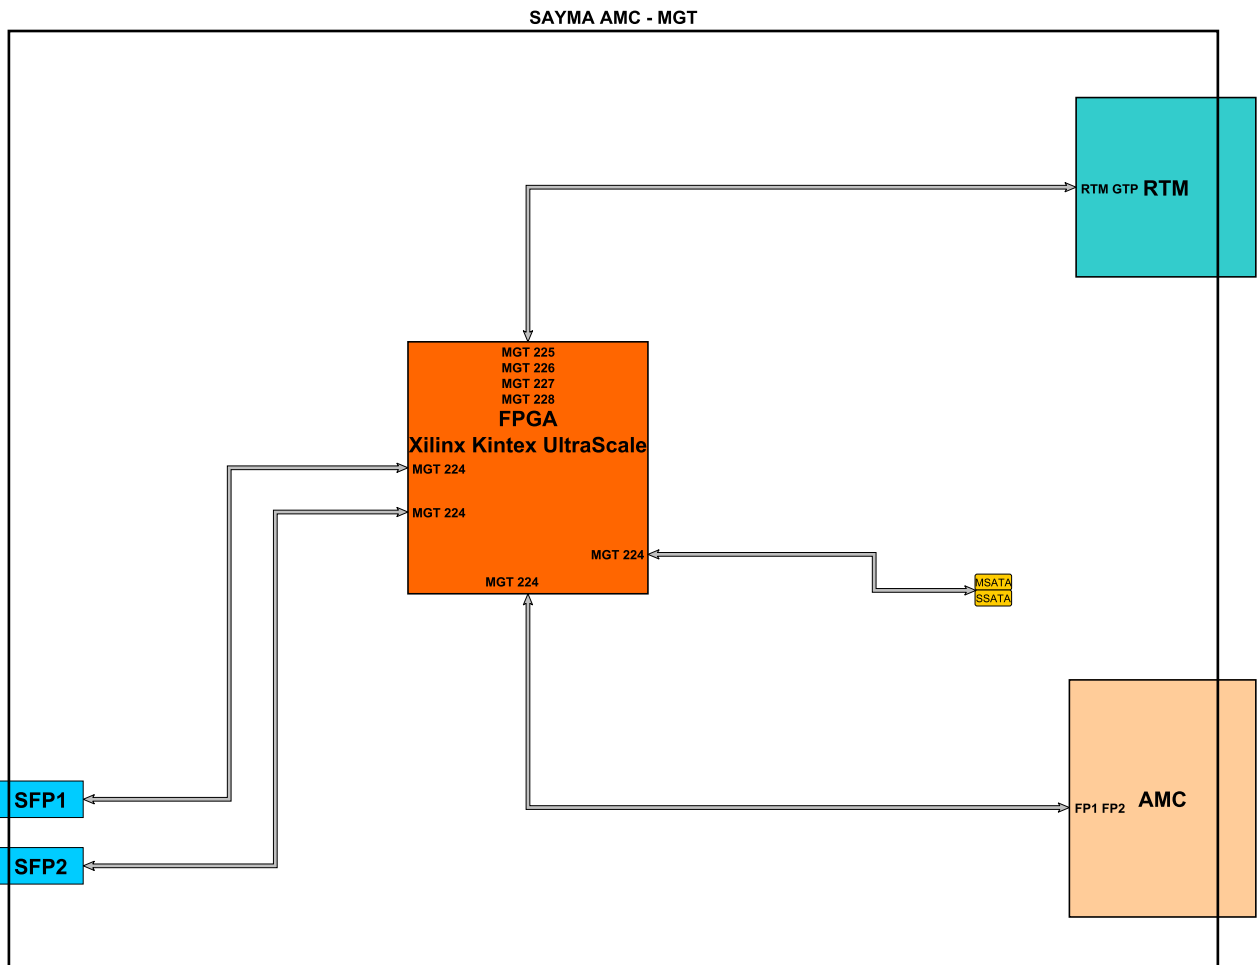 SAYMA AMC - MGT
RTM GTP RTM
MGT 225
MGT 226
MGT 227
MGT 228
FPGA
Xilinx Kintex UltraScale
MGT 224
MGT 224
MGT 224
MGT 224
MSATA
SSATA
SFP1
FP1 FP2 AMC
SFP2